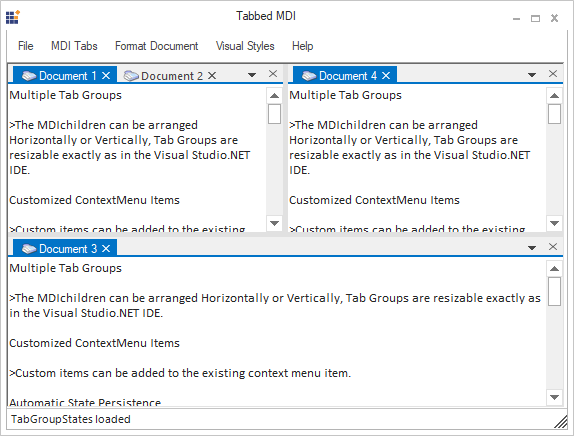 Tabbed MDI
File MDI Tabs Format Document Visual Styles Help
Document 1 Document 2
Multiple Tab Groups
>The MDIchildren can be arranged
Horizontally or Vertically, Tab Groups are
resizable exactly as in the Visual Studio.NET
IDE.
Customized ContextMenu Items
>Custom items can be added to the existing
Document 4
Multiple Tab Groups
>The MDIchildren can be arranged
Horizontally or Vertically, Tab Groups are
resizable exactly as in the Visual Studio.NET
IDE.
Customized ContextMenu Items
>Custom items can be added to the existing
Document 3
Multiple Tab Groups
>The MDIchildren can be arranged Horizontally or Vertically, Tab Groups are resizable exactly as
in the Visual Studio.NET IDE.
Customized ContextMenu Items
>Custom items can be added to the existing context menu item.
Automatic State Persistence
TabGroupStates loaded